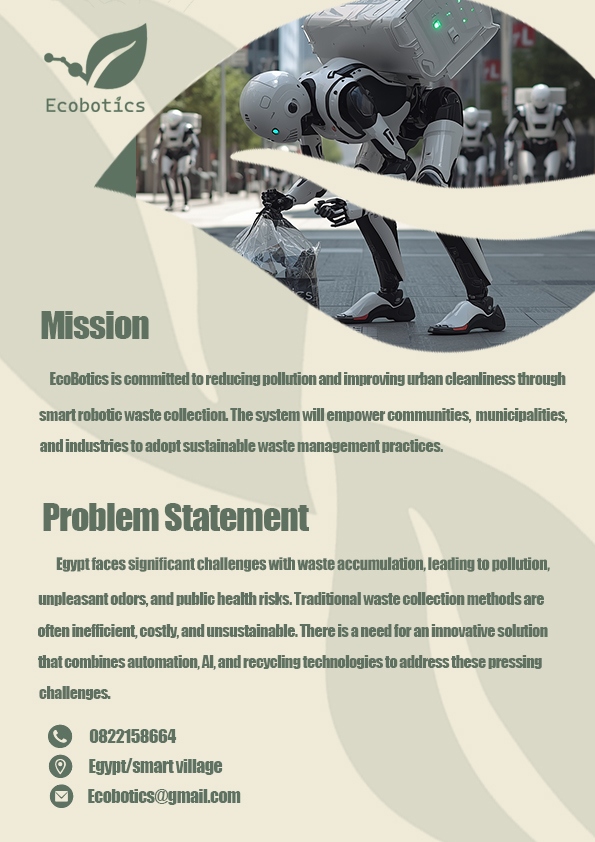 Ecobotics
Mission
EcoBotics is committed to reducing pollution and improving urban cleanliness through
smart robotic waste collection. The system will empower communities, municipalities,
and industries to adopt sustainable waste management practices.
Problem Statement
Egypt faces significant challenges with waste accumulation, leading to pollution,
unpleasant odors, and public health risks. Traditional waste collection methods are
often inefficient, costly, and unsustainable. There is a need for an innovative solution
that combines automation, AI, and recycling technologies to address these pressing
challenges.
0822158664
Egypt/smart village
Ecobotics@gmail.com